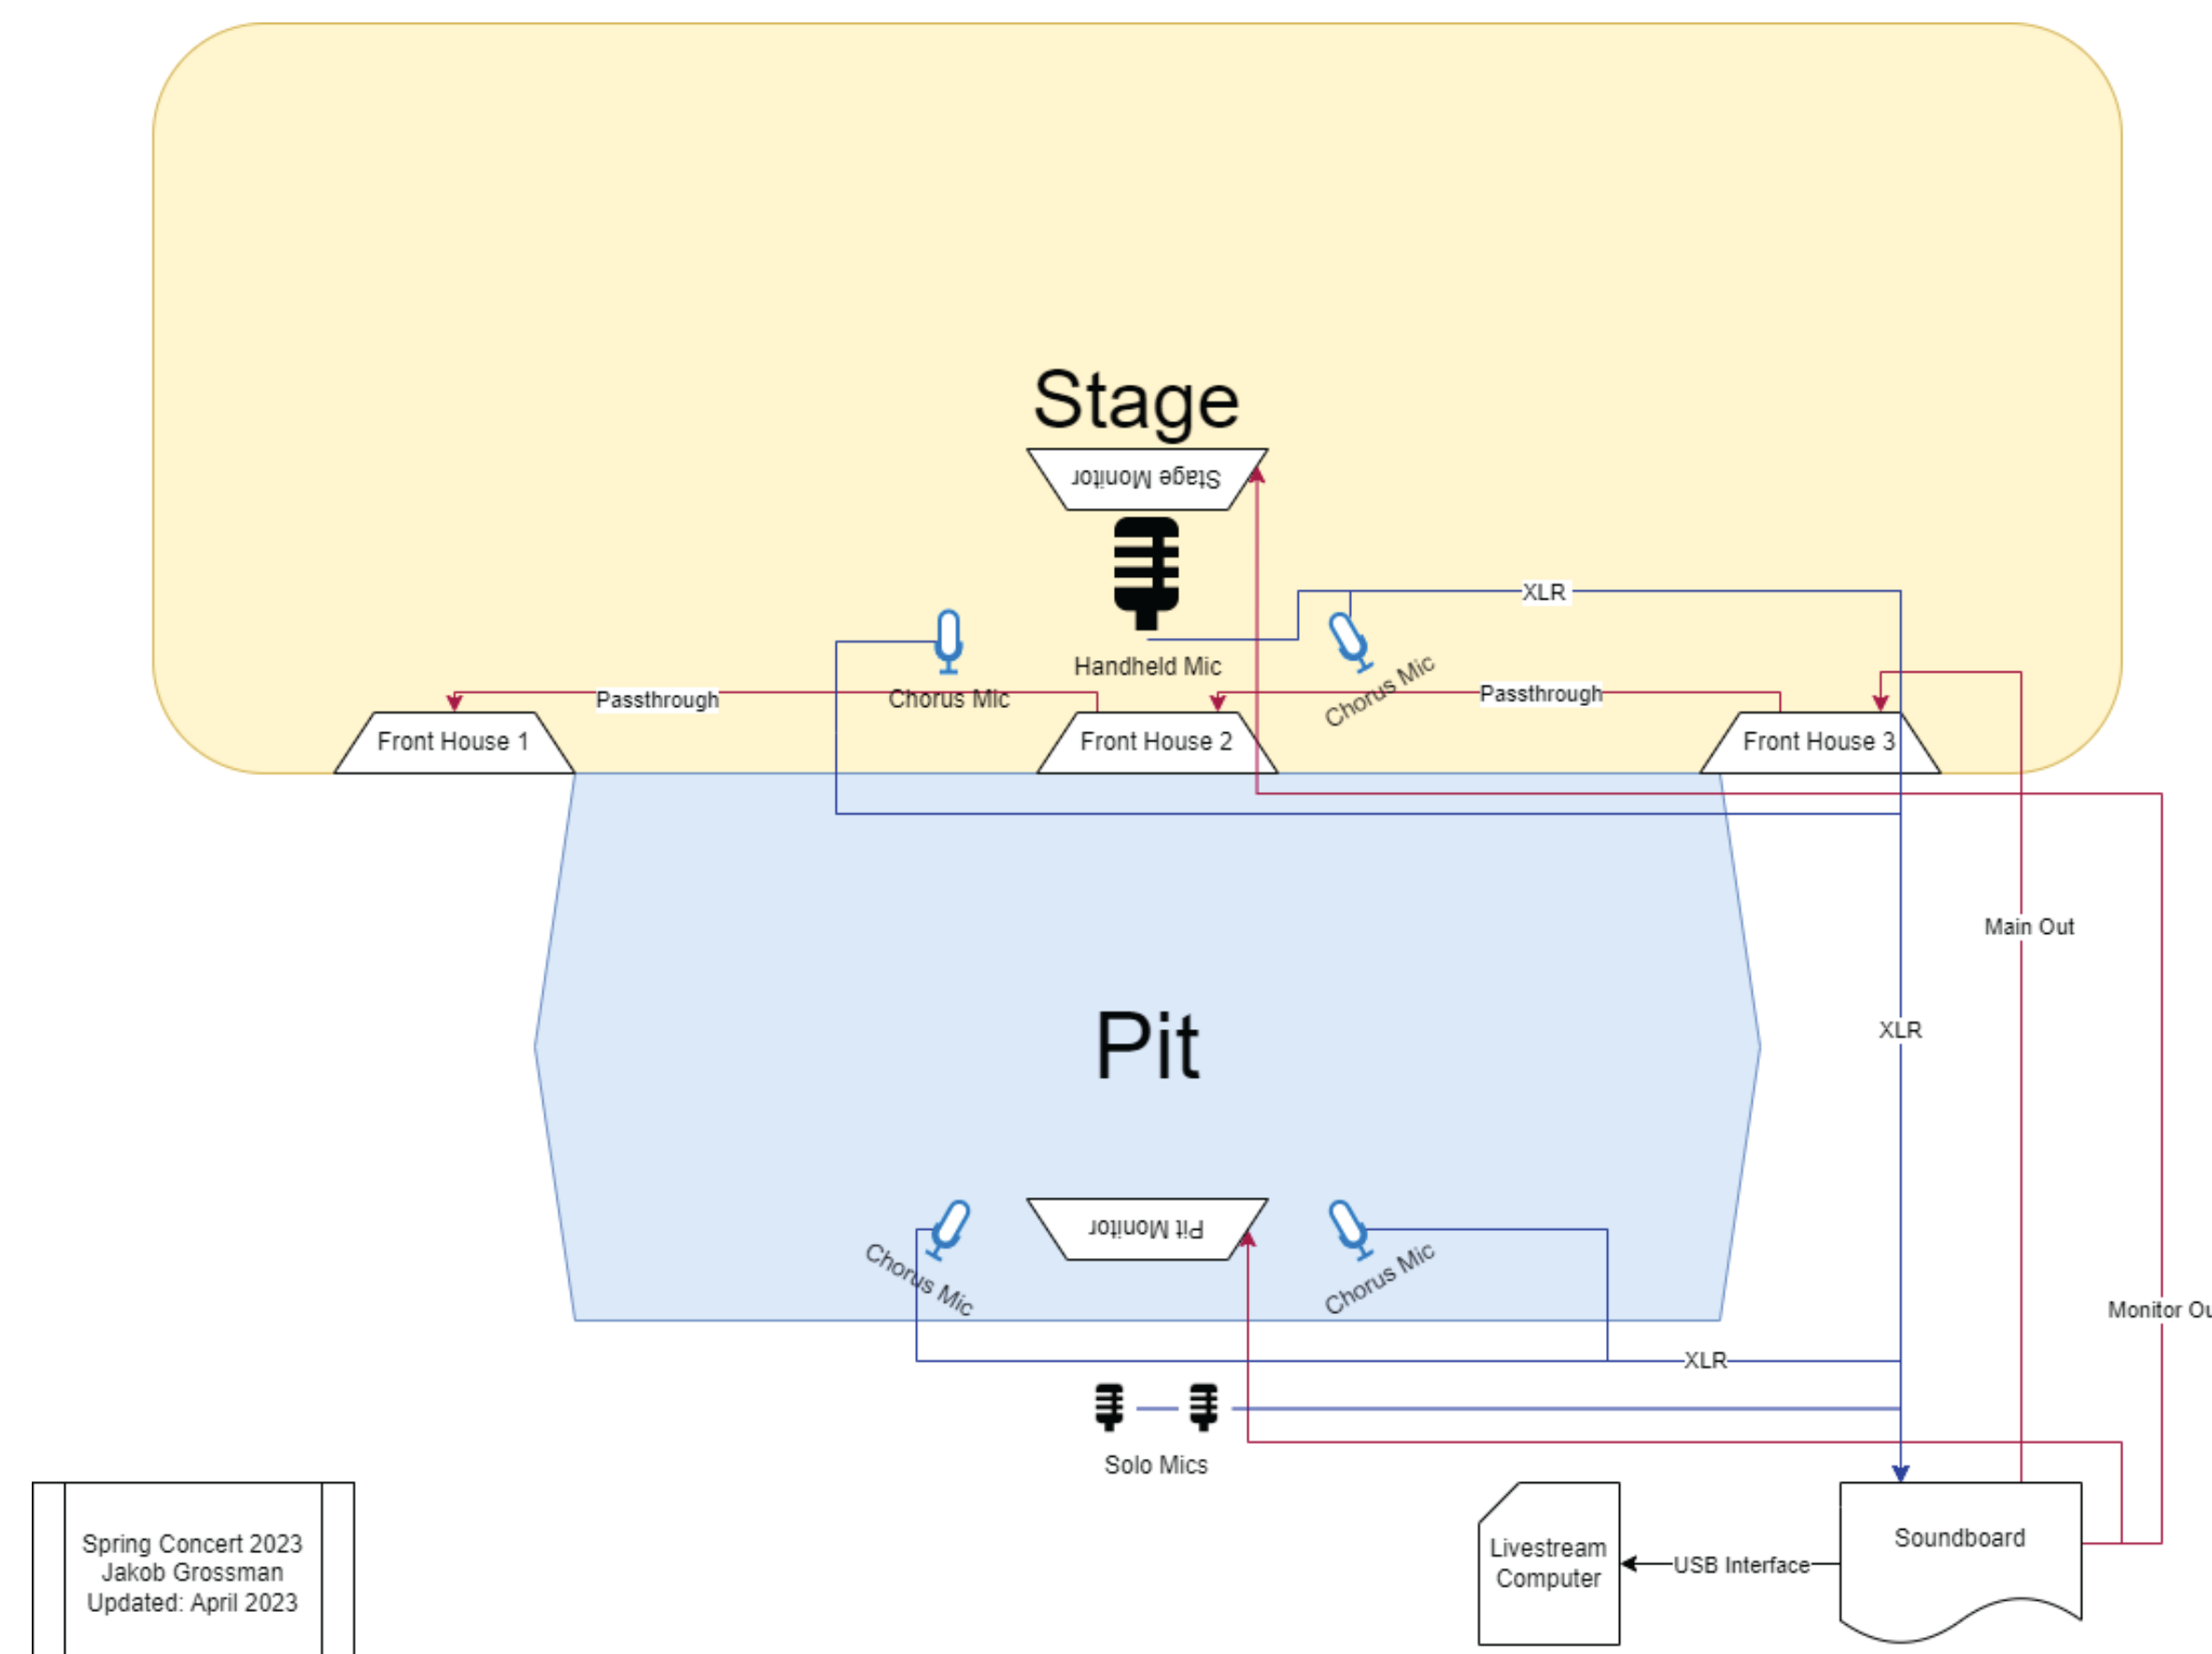 Stage
Stage Monitor
XLR
Handheld Mic
Chorus Mic
Chorus Mic
Passthrough
Passthrough
Front House 1
Front House 2
Front House 3
Main Out
XLR
Pit
Pit Monitor
Chorus Mic
Chorus Mic
Monitor Ou
XLR
Solo Mics
Spring Concert 2023
Jakob Grossman
Updated: April 2023
Livestream
Computer
USB Interface
Soundboard